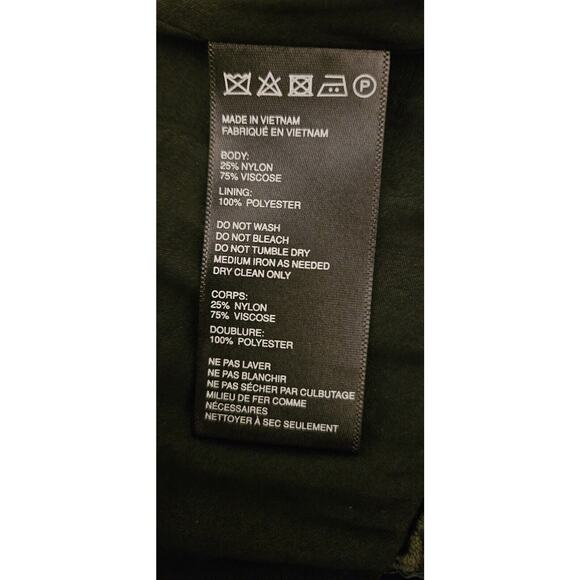 P
MADE IN VIETNAM
FABRIQUÉ EN VIETNAM
BODY:
25% NYLON
75% VISCOSE
LINING:
100% POLYESTER
DO NOT WASH
DO NOT BLEACH
DO NOT TUMBLE DRY
MEDIUM IRON AS NEEDED
DRY CLEAN ONLY
CORPS:
25% NYLON
75% VISCOSE
DOUBLURE:
100% POLYESTER
NE PAS LAVER
NE PAS BLANCHIR
NE PAS SÉCHER PAR CULBUTAGE
MILIEU DE FER COMME
NÉCESSAIRES
NETTOYER À SEC SEULEMENT